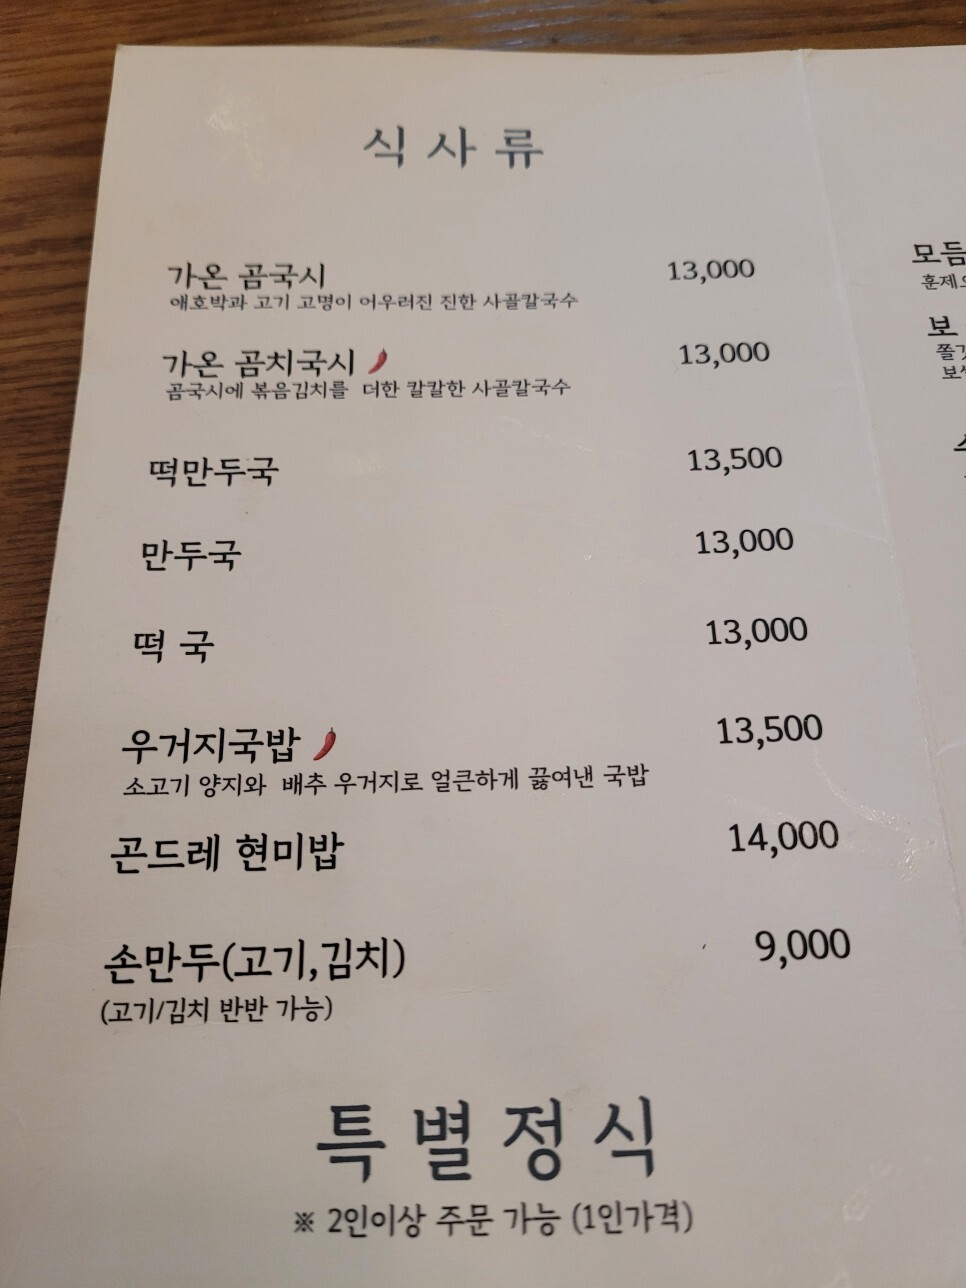 식사류
가온 곰국시 13,000
애호박과 고기 고명이 어우러진 진한 사골칼국수
가온 곰치국시 13,000
곰국시에 볶음김치를 더한 칼칼한 사골칼국수
떡만두국 13,500
만두국 13,000
떡 국 13,000
우거지국밥 13,500
소고기 양지와 배추 우거지로 얼큰하게 끓여낸 국밥
곤드레 현미밥 14,000
손만두(고기,김치) 9,000
(고기/김치 반반 가능)
특별정식
※ 2인이상 주문 가능 (1인가격)
모듬
보